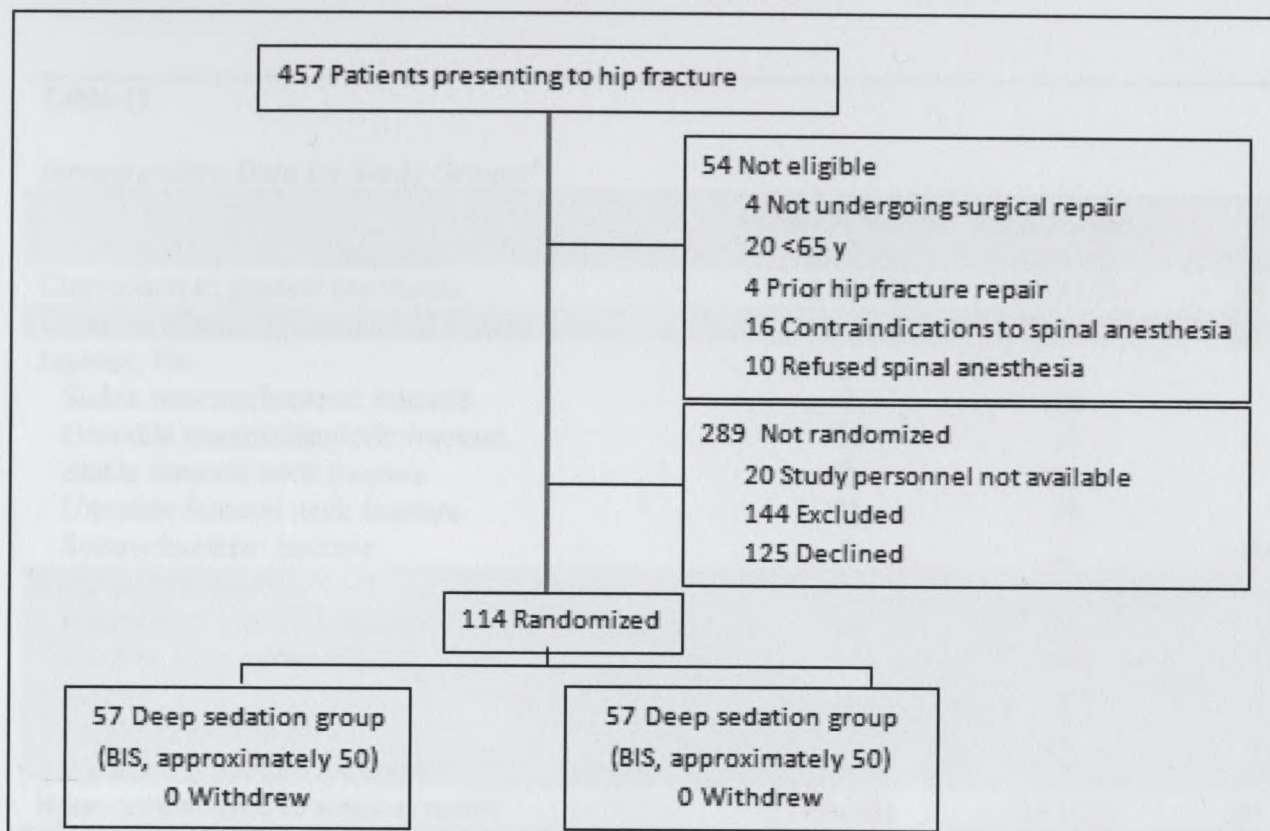 457 Patients presenting to hip fracture
54 Not eligible
4 Not undergoing surgical repair
20 <65 y
4 Prior hip fracture repair
16 Contraindications to spinal anesthesia
10 Refused spinal anesthesia
289 Not randomized
20 Study personnel not available
144 Excluded
125 Declined
114 Randomized
57 Deep sedation group
(BIS, approximately 50)
0 Withdrew
57 Deep sedation group
(BIS, approximately 50)
0 Withdrew